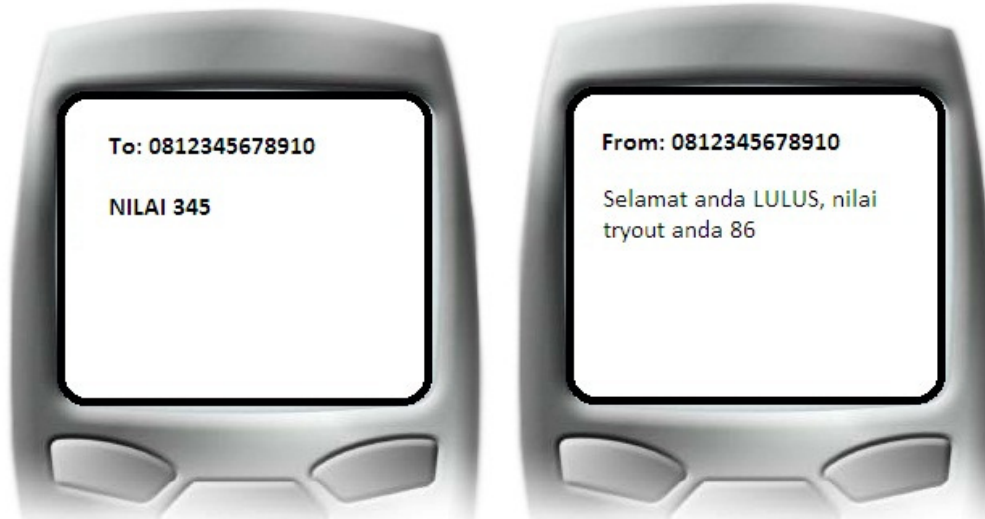 To: 0812345678910
NILAI 345
From: 0812345678910
Selamat anda LULUS, nilai
tryout anda 86